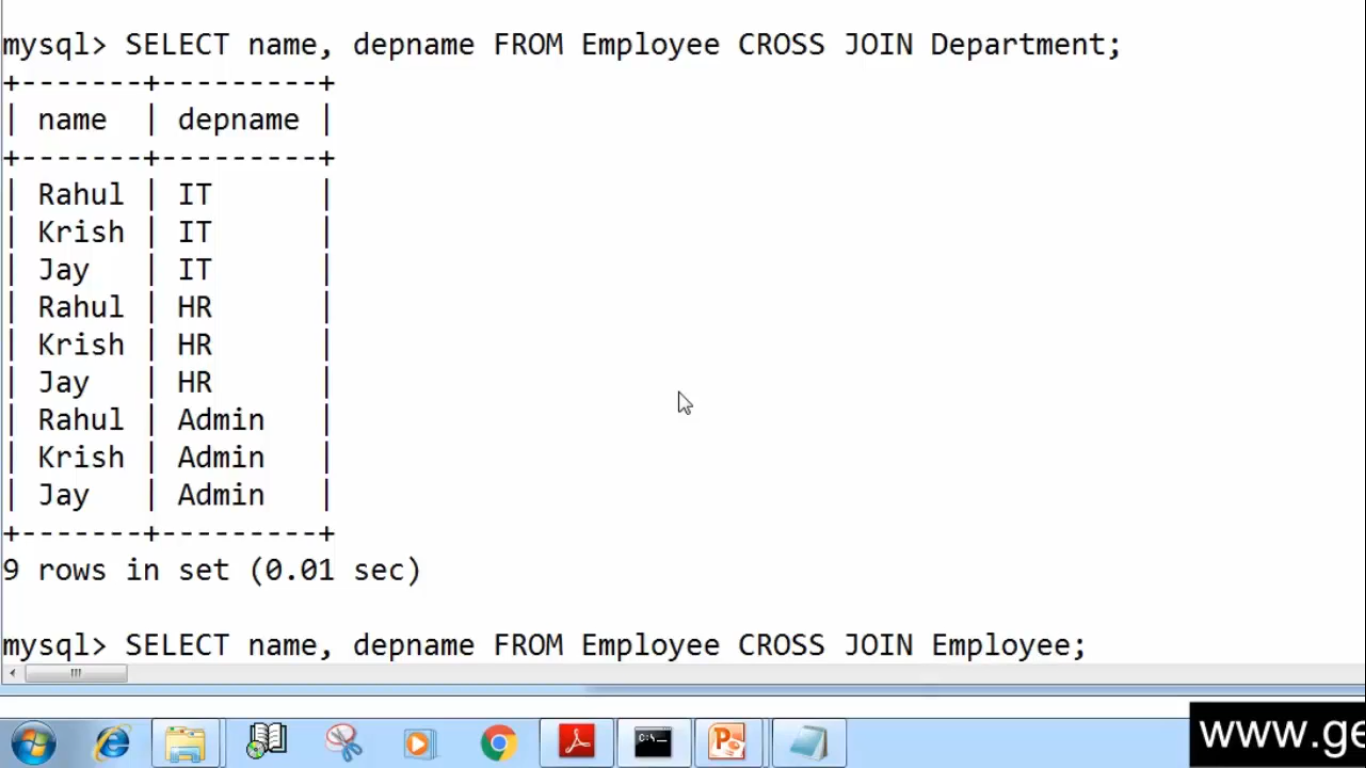 mysql> SELECT name, depname FROM Employee CROSS JOIN Department;
+-------+---------+
| name  | depname |
+-------+---------+
| Rahul | IT      |
| Krish | IT      |
| Jay   | IT      |
| Rahul | HR      |
| Krish | HR      |
| Jay   | HR      |
| Rahul | Admin   |
| Krish | Admin   |
| Jay   | Admin   |
+-------+---------+
9 rows in set (0.01 sec)
mysql> SELECT name, depname FROM Employee CROSS JOIN Employee;
C:\_
www.ge